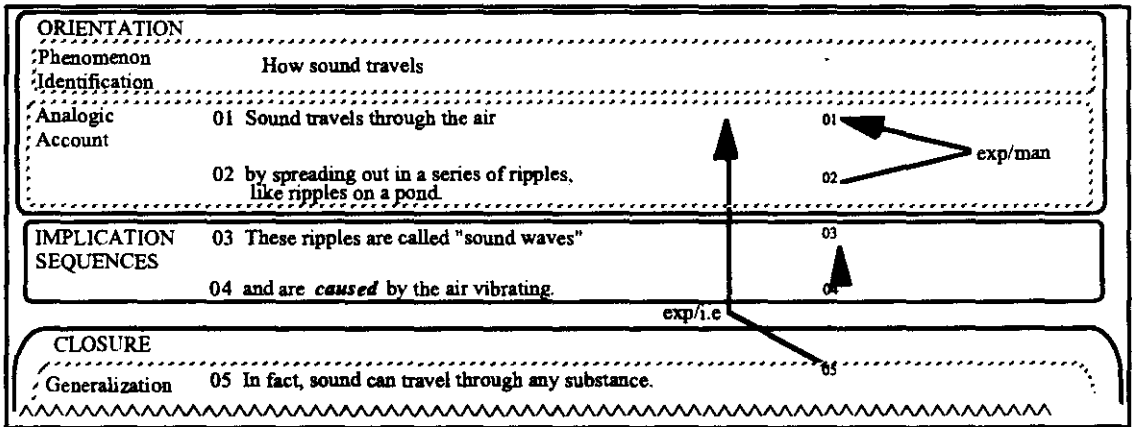 ORIENTATION
Phenomenon
Identification
How sound travels
Analogic
Account
01 Sound travels through the air
01
exp/man
02 by spreading out in a series of ripples,
like ripples on a pond.
02
IMPLICATION
SEQUENCES
03 These ripples are called "sound waves"
03
04 and are caused by the air vibrating.
04
exp/i.e
CLOSURE
Generalization
05 In fact, sound can travel through any substance.
05